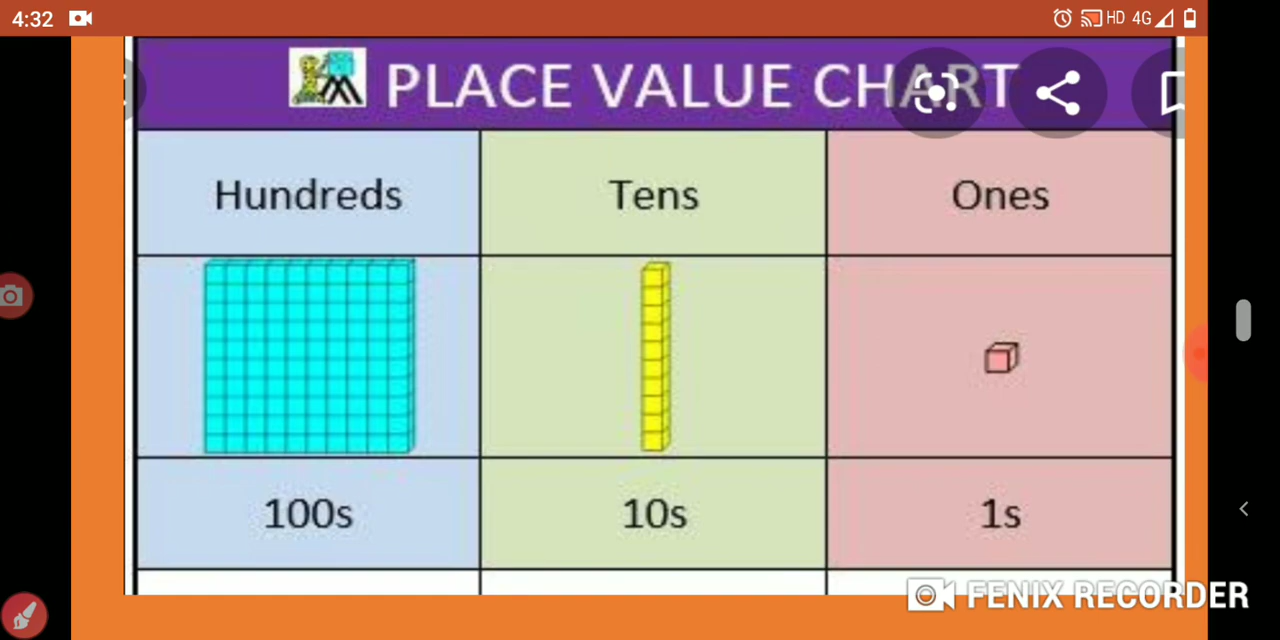 4:32 HD 4G
PLACE VALUE CHART
Hundreds Tens Ones
100s 10s 1s
FENIX RECORDER